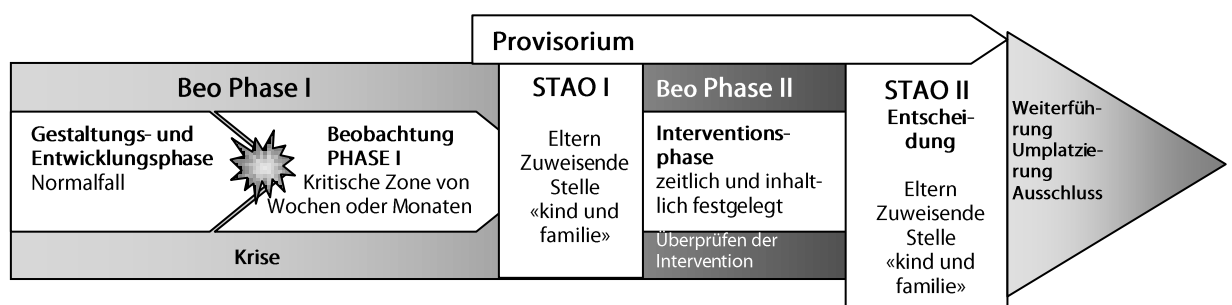 Provisorium
Beo Phase I
Gestaltungs- und
Entwicklungsphase
Normalfall
Beobachtung
PHASE I
Kritische Zone von
Wochen oder Monaten
Krise
STAO I
Eltern
Zuweisende
Stelle
«kind und
familie»
Beo Phase II
Interventions-
phase
zeitlich und inhalt-
lich festgelegt
Überprüfen der
Intervention
STAO II
Entschei-
dung
Eltern
Zuweisende
Stelle
«kind und
familie»
Weiterfüh-
rung
Umplatzie-
rung
Ausschluss